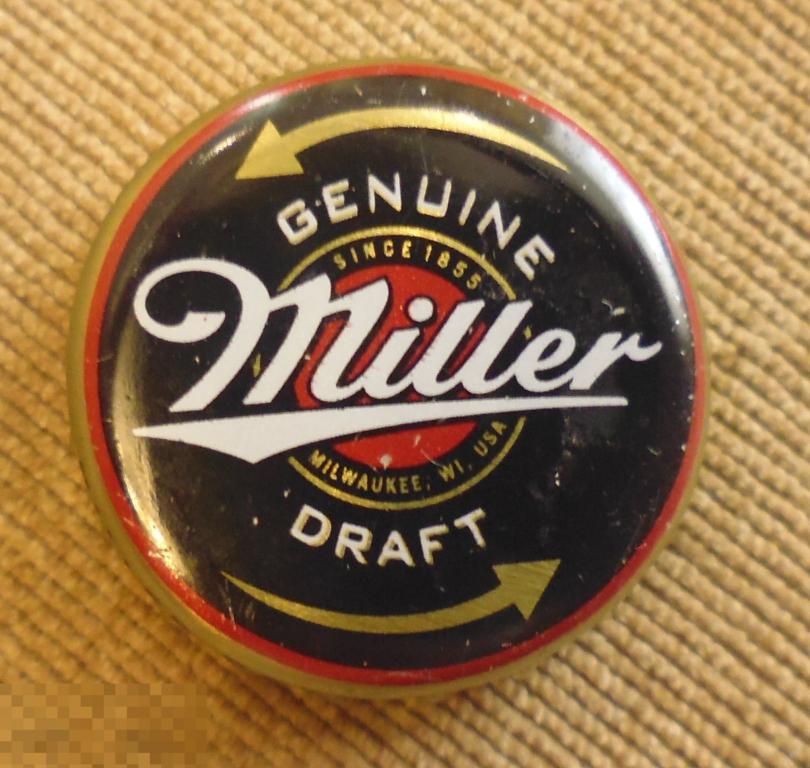 GENUINE
SINCE 1855
Miller
MILWAUKEE, WI, USA
DRAFT